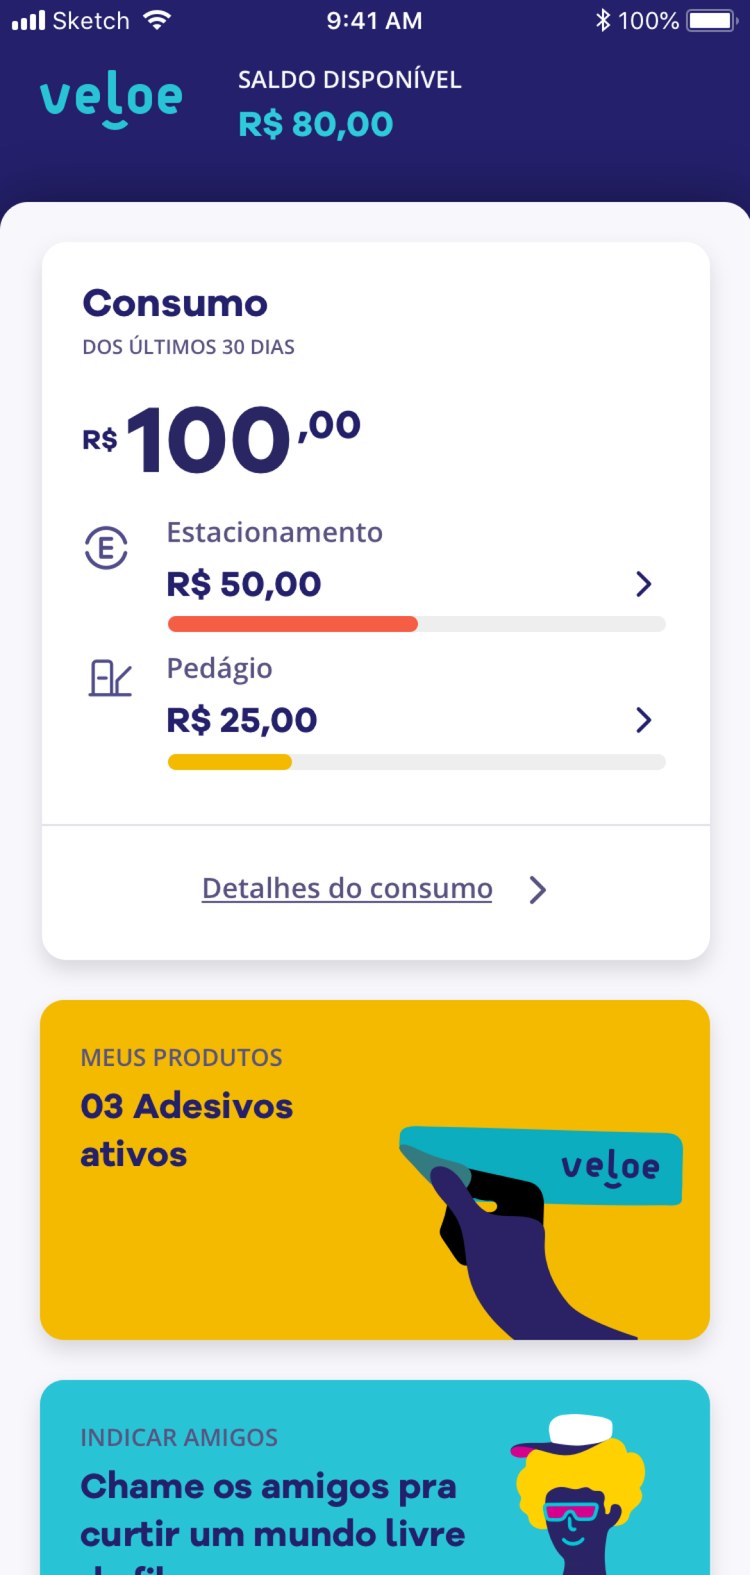 Sketch 9:41 AM 100%
veloe
SALDO DISPONÍVEL
R$ 80,00
Consumo
DOS ÚLTIMOS 30 DIAS
R$ 100,00
E
Estacionamento
R$ 50,00
Pedágio
R$ 25,00
Detalhes do consumo
MEUS PRODUTOS
03 Adesivos
ativos
veloe
INDICAR AMIGOS
Chame os amigos pra
curtir um mundo livre